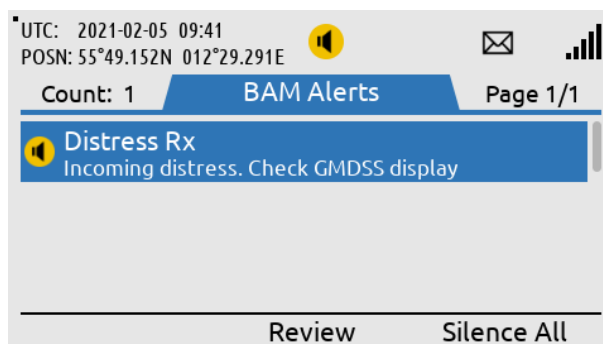 UTC: 2021-02-05 09:41
POSN: 55°49.152N 012°29.291E
Count: 1 BAM Alerts Page 1/1
Distress Rx
Incoming distress. Check GMDSS display
Review Silence All